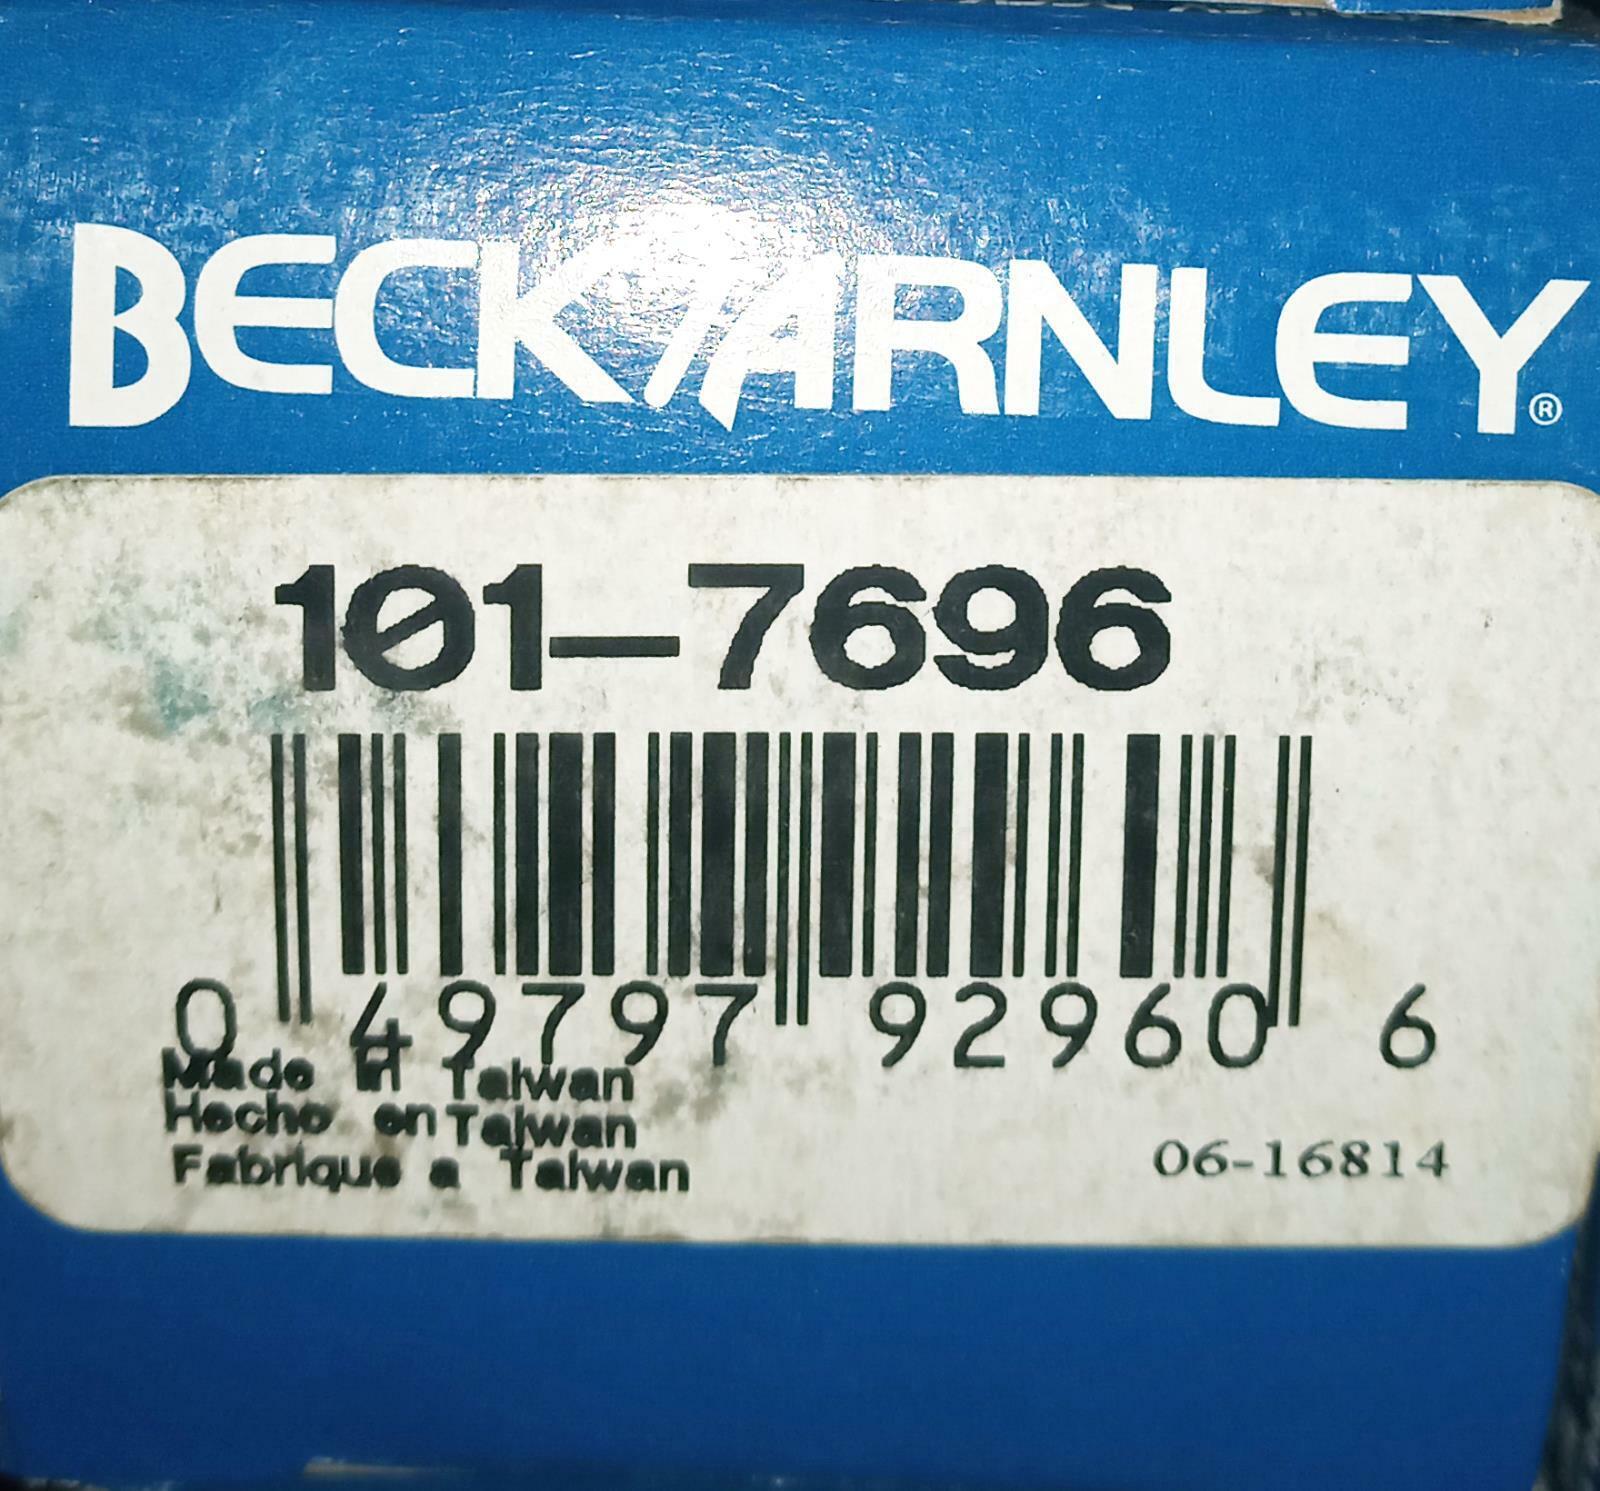 BECK/ARNLEY®
101-7696
0 49797 92960 6
Made in Taiwan
Hecho en Taiwan
Fabrique a Taiwan
06-16814